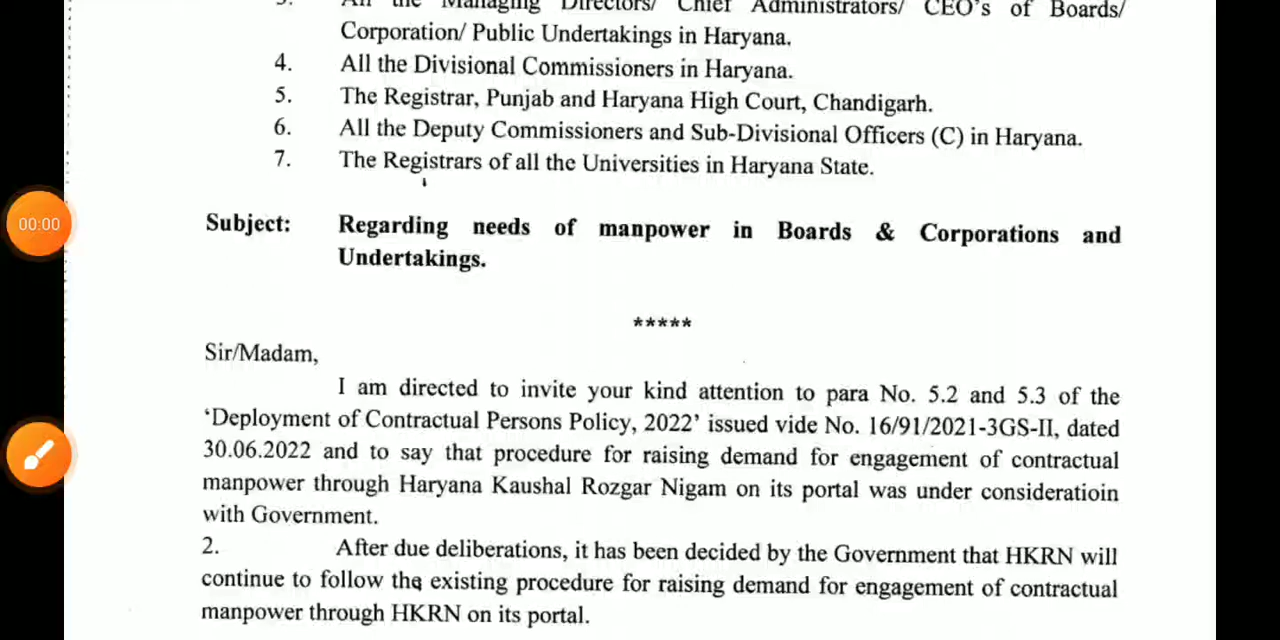 3. All the Managing Directors/ Chief Administrators/ CEO's of Boards/
Corporation/ Public Undertakings in Haryana.
4. All the Divisional Commissioners in Haryana.
5. The Registrar, Punjab and Haryana High Court, Chandigarh.
6. All the Deputy Commissioners and Sub-Divisional Officers (C) in Haryana.
7. The Registrars of all the Universities in Haryana State.
00:00
Subject: Regarding needs of manpower in Boards & Corporations and
Undertakings.
*****
Sir/Madam,
I am directed to invite your kind attention to para No. 5.2 and 5.3 of the
‘Deployment of Contractual Persons Policy, 2022’ issued vide No. 16/91/2021-3GS-II, dated
30.06.2022 and to say that procedure for raising demand for engagement of contractual
manpower through Haryana Kaushal Rozgar Nigam on its portal was under consideratioin
with Government.
2. After due deliberations, it has been decided by the Government that HKRN will
continue to follow the existing procedure for raising demand for engagement of contractual
manpower through HKRN on its portal.